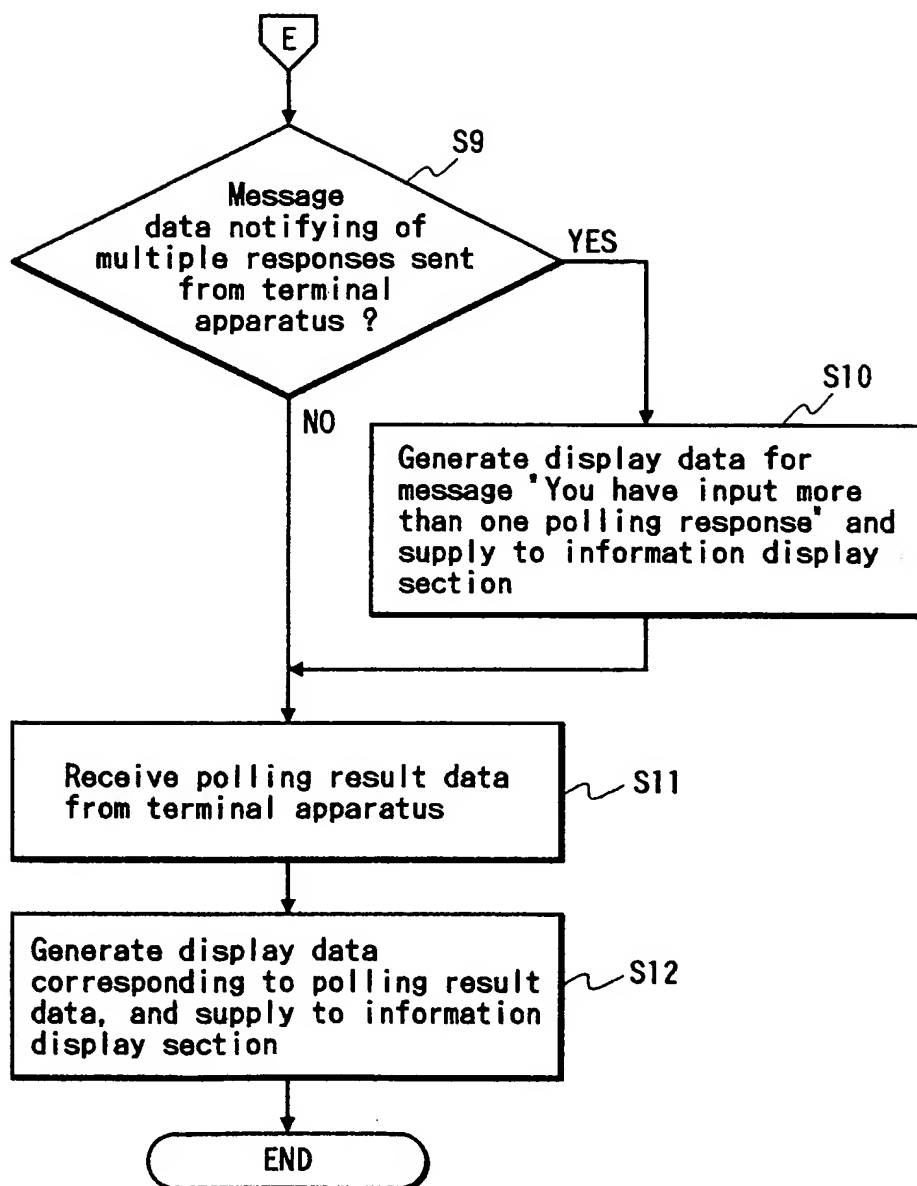 E
S9
Message
data notifying of
multiple responses sent
from terminal
apparatus ?
YES
NO
S10
Generate display data for
message "You have input more
than one polling response" and
supply to information display
section
Receive polling result data
from terminal apparatus
S11
Generate display data
corresponding to polling result
data, and supply to information
display section
S12
END